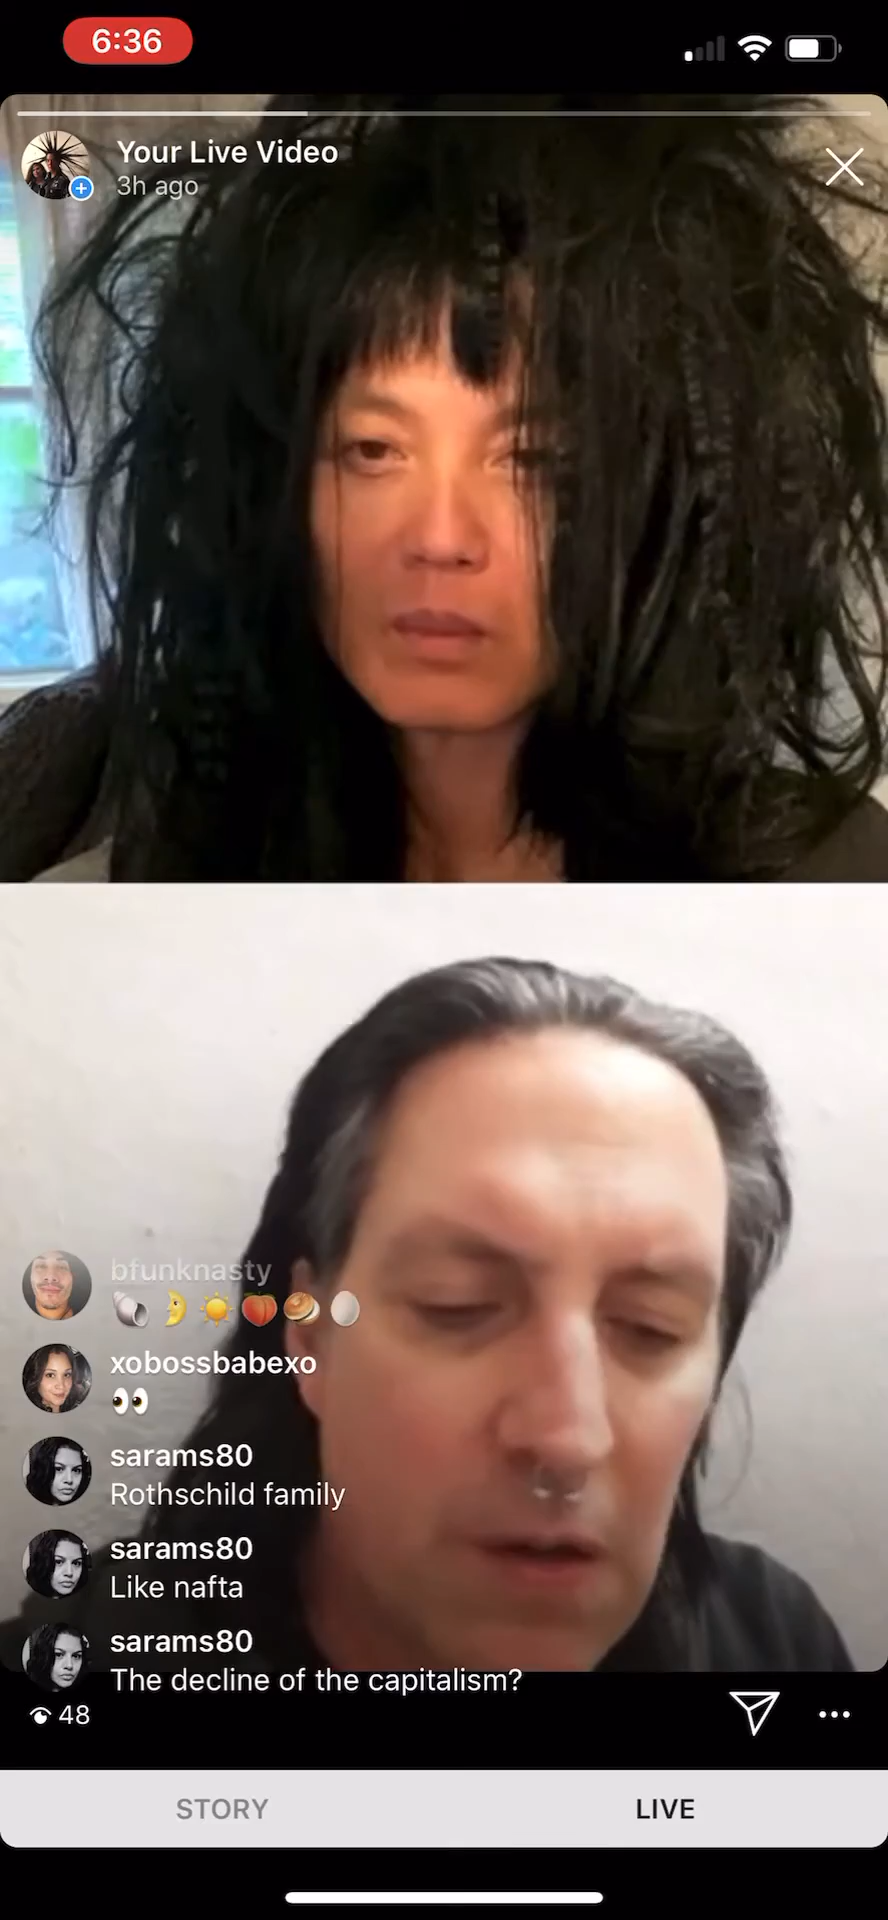 6:36
Your Live Video
3h ago
bfunknasty
🐚🌛☀️🍑🥯🥚
xobossbabexo
👀
sarams80
Rothschild family
sarams80
Like nafta
sarams80
The decline of the capitalism?
48
STORY
LIVE